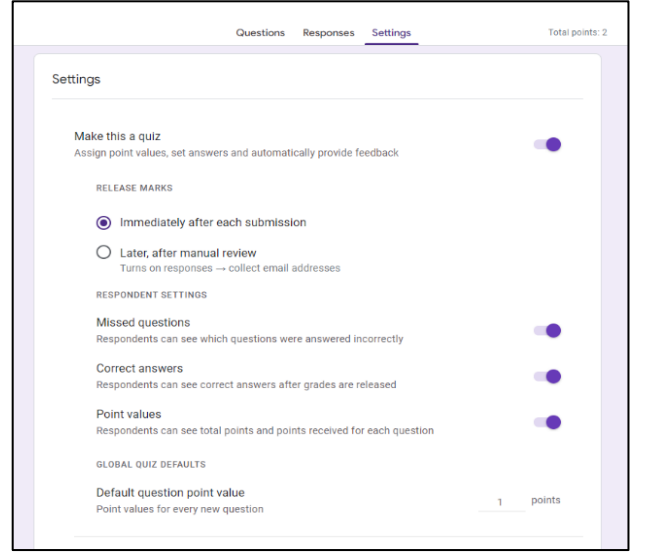 Questions Responses Settings Total points: 2
Settings
Make this a quiz
Assign point values, set answers and automatically provide feedback
RELEASE MARKS
Immediately after each submission
Later, after manual review
Turns on responses → collect email addresses
RESPONDENT SETTINGS
Missed questions
Respondents can see which questions were answered incorrectly
Correct answers
Respondents can see correct answers after grades are released
Point values
Respondents can see total points and points received for each question
GLOBAL QUIZ DEFAULTS
Default question point value
1 points
Point values for every new question